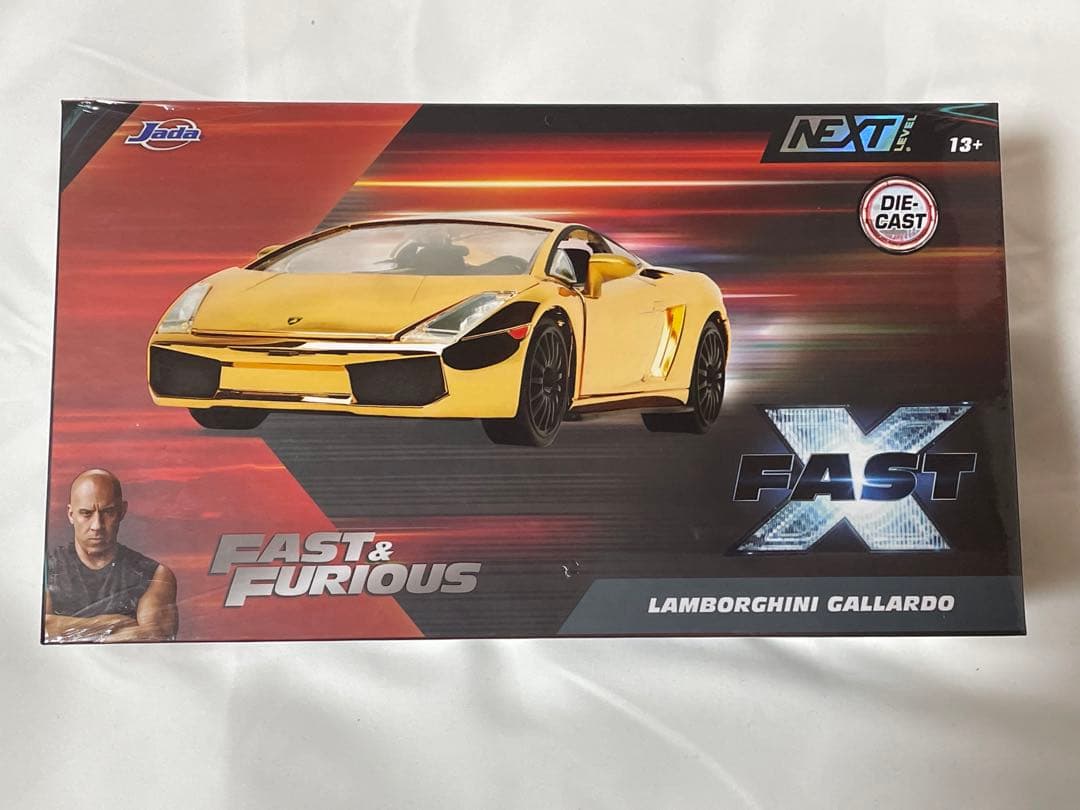 Jada
NEXT
LEVEL
13+
DIE-
CAST
FAST
X
FAST &
FURIOUS
LAMBORGHINI GALLARDO